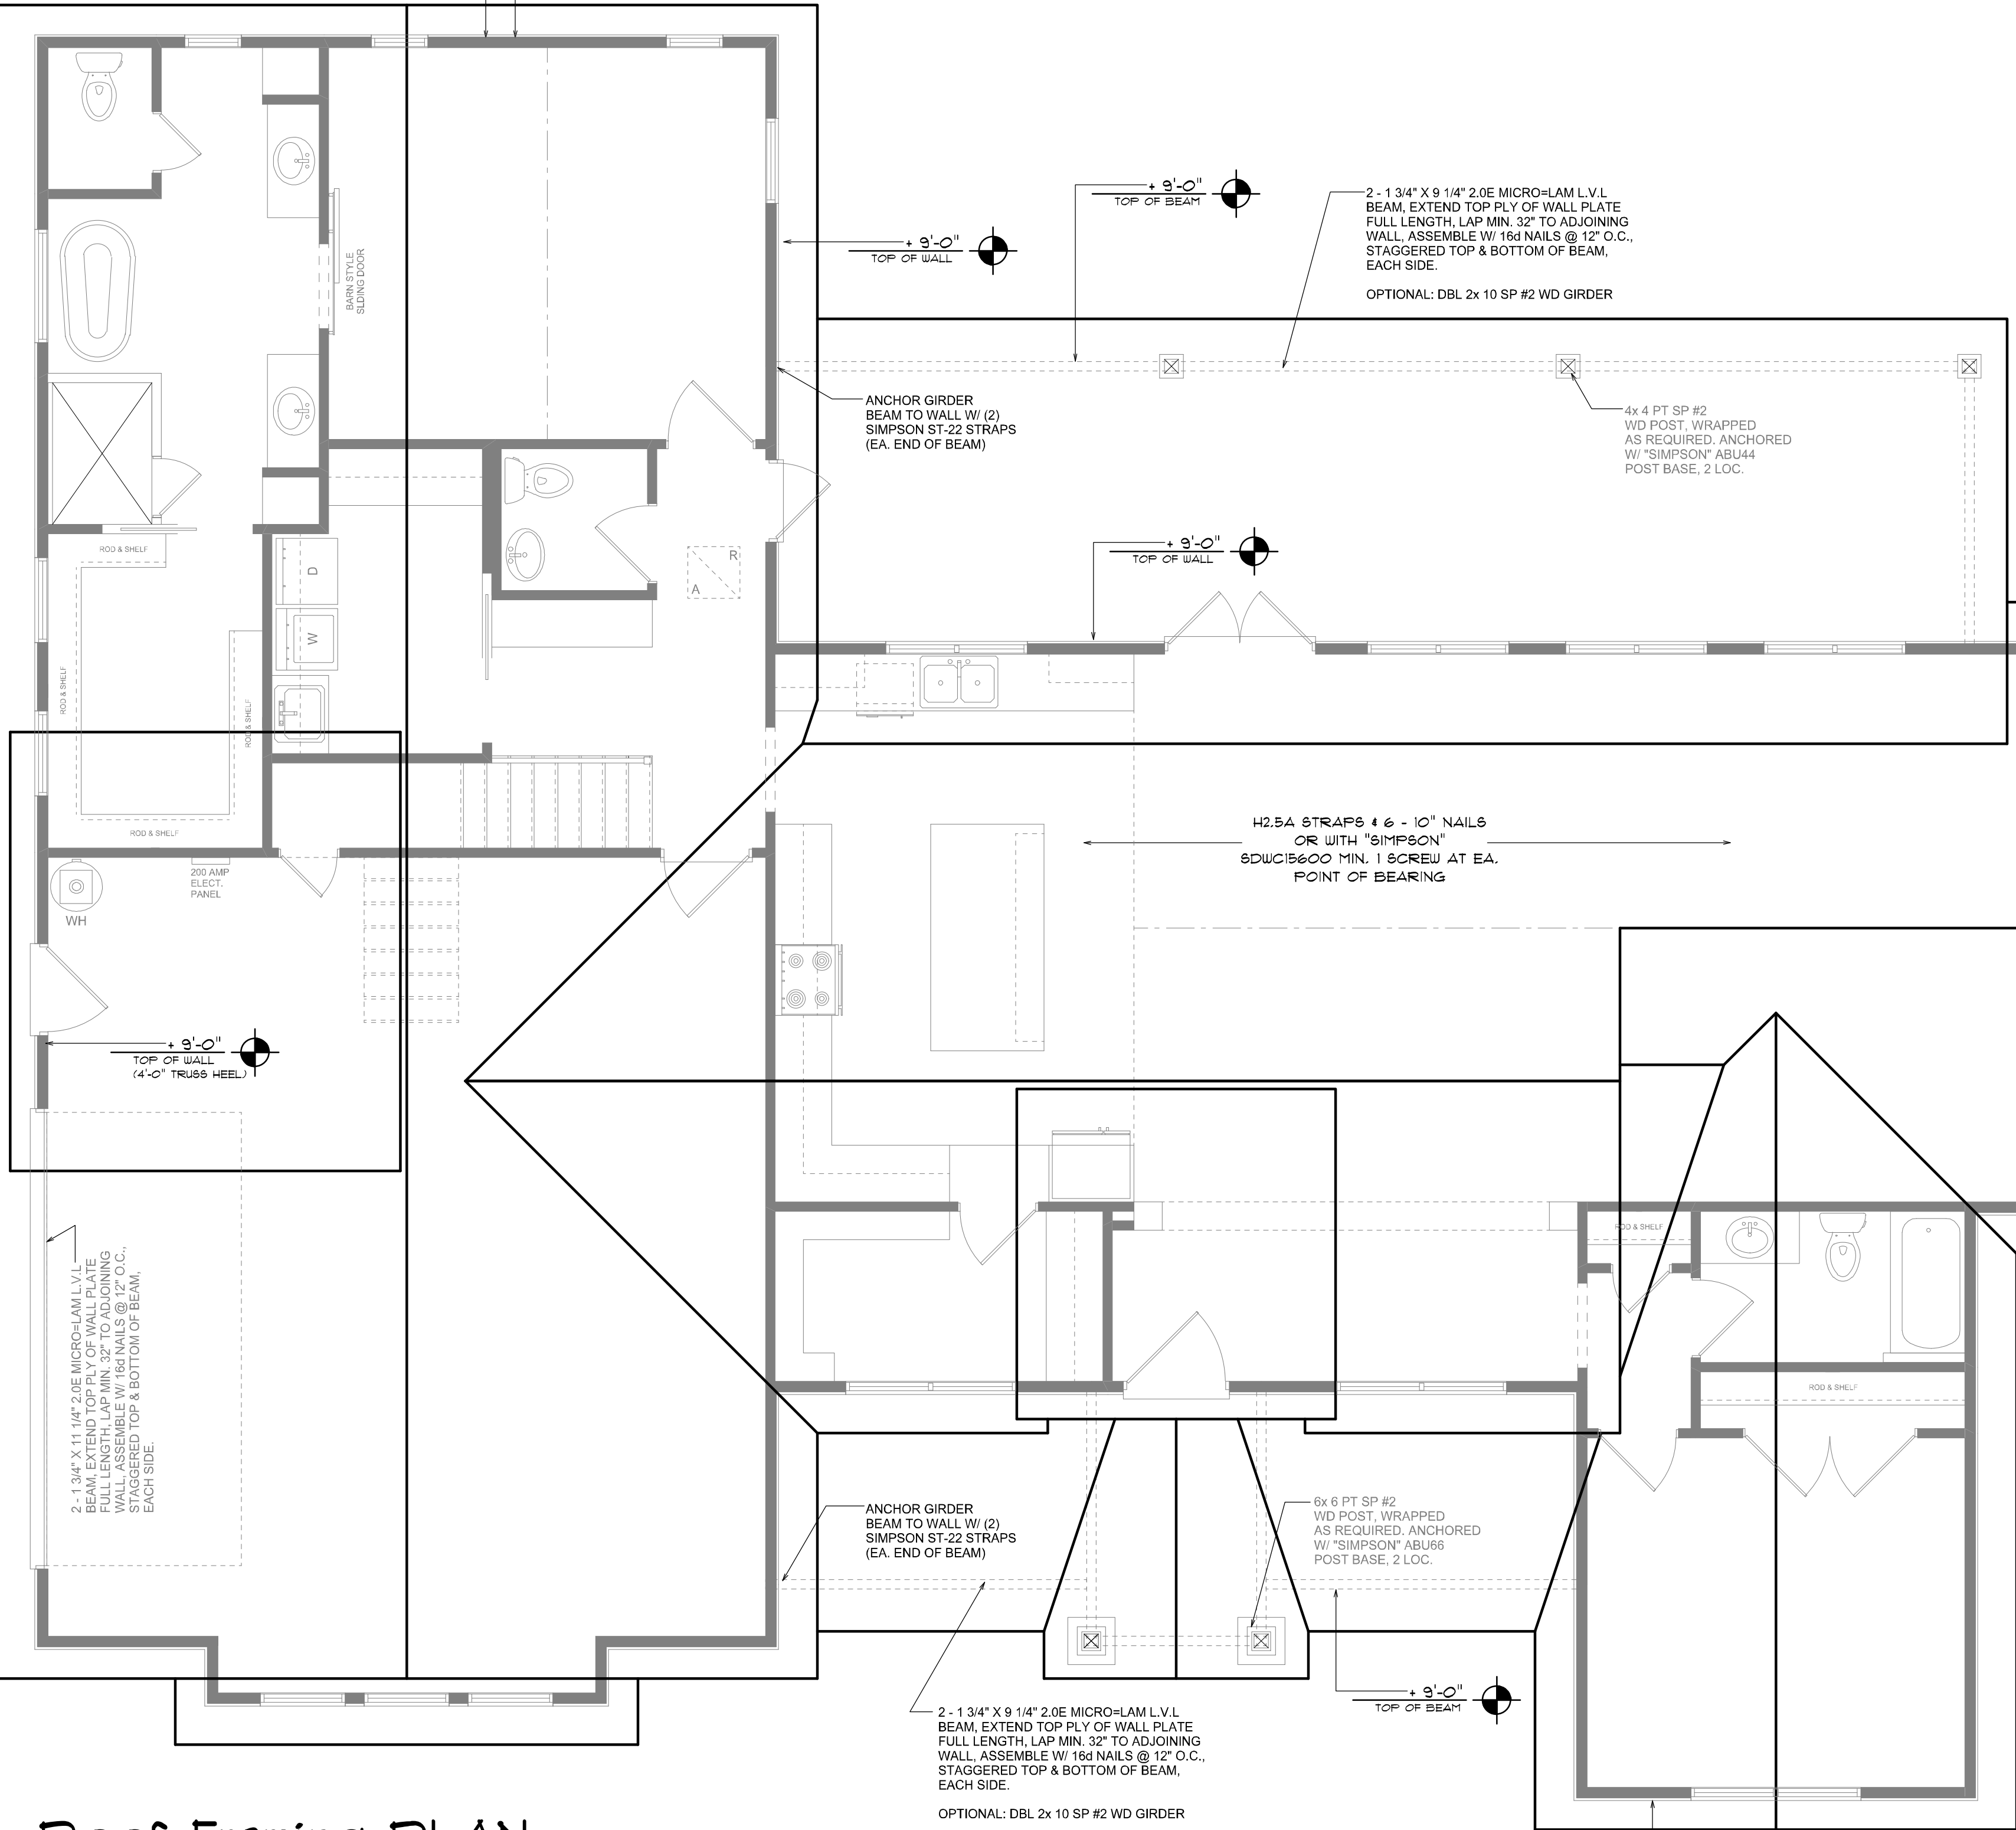 + 9'-0"
TOP OF BEAM
2 - 1 3/4" X 9 1/4" 2.0E MICRO=LAM L.V.L
BEAM, EXTEND TOP PLY OF WALL PLATE
FULL LENGTH, LAP MIN. 32" TO ADJOINING
WALL, ASSEMBLE W/ 16d NAILS @ 12" O.C.,
STAGGERED TOP & BOTTOM OF BEAM,
EACH SIDE.
OPTIONAL: DBL 2x 10 SP #2 WD GIRDER
+ 9'-0"
TOP OF WALL
BARN STYLE
SLDING DOOR
ANCHOR GIRDER
BEAM TO WALL W/ (2)
SIMPSON ST-22 STRAPS
(EA. END OF BEAM)
4x 4 PT SP #2
WD POST, WRAPPED
AS REQUIRED. ANCHORED
W/ "SIMPSON" ABU44
POST BASE, 2 LOC.
ROD & SHELF
D
R
A
+ 9'-0"
TOP OF WALL
W
ROD & SHELF
ROD & SHELF
ROD & SHELF
H2.5A STRAPS & 6 - 10" NAILS
OR WITH "SIMPSON"
SDWC15600 MIN. 1 SCREW AT EA.
POINT OF BEARING
200 AMP
ELECT.
PANEL
WH
+ 9'-0"
TOP OF WALL
(4'-0" TRUSS HEEL)
2 - 1 3/4" X 11 1/4" 2.0E MICRO=LAM L.V.L
BEAM, EXTEND TOP PLY OF WALL PLATE
FULL LENGTH, LAP MIN. 32" TO ADJOINING
WALL, ASSEMBLE W/ 16d NAILS @ 12" O.C.,
STAGGERED TOP & BOTTOM OF BEAM,
EACH SIDE.
ROD & SHELF
ROD & SHELF
ANCHOR GIRDER
BEAM TO WALL W/ (2)
SIMPSON ST-22 STRAPS
(EA. END OF BEAM)
6x 6 PT SP #2
WD POST, WRAPPED
AS REQUIRED. ANCHORED
W/ "SIMPSON" ABU66
POST BASE, 2 LOC.
+ 9'-0"
TOP OF BEAM
2 - 1 3/4" X 9 1/4" 2.0E MICRO=LAM L.V.L
BEAM, EXTEND TOP PLY OF WALL PLATE
FULL LENGTH, LAP MIN. 32" TO ADJOINING
WALL, ASSEMBLE W/ 16d NAILS @ 12" O.C.,
STAGGERED TOP & BOTTOM OF BEAM,
EACH SIDE.
OPTIONAL: DBL 2x 10 SP #2 WD GIRDER
Roof Framing PLAN